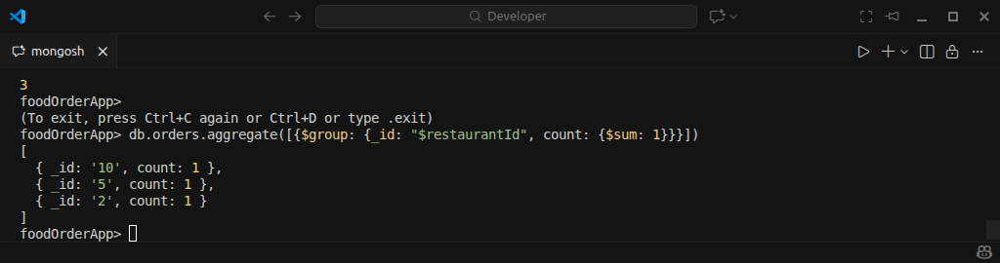 Developer
mongosh
3
foodOrderApp>
(To exit, press Ctrl+C again or Ctrl+D or type .exit)
foodOrderApp> db.orders.aggregate([{$group: {_id: "$restaurantId", count: {$sum: 1}}}])
[
  { _id: '10', count: 1 },
  { _id: '5', count: 1 },
  { _id: '2', count: 1 }
]
foodOrderApp>